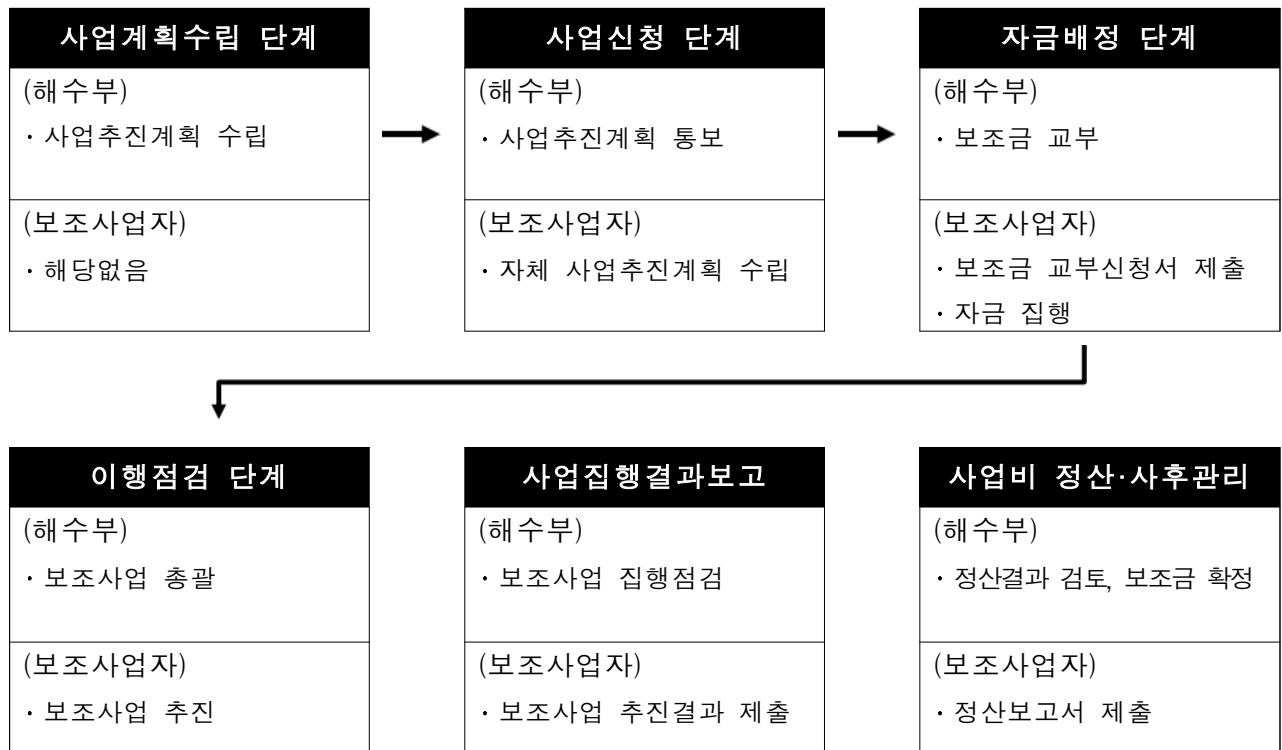 사업계획수립 단계
(해수부)
· 사업추진계획 수립
(보조사업자)
· 해당없음
사업신청 단계
(해수부)
· 사업추진계획 통보
(보조사업자)
· 자체 사업추진계획 수립
자금배정 단계
(해수부)
· 보조금 교부
(보조사업자)
· 보조금 교부신청서 제출
· 자금 집행
이행점검 단계
(해수부)
· 보조사업 총괄
(보조사업자)
· 보조사업 추진
사업집행결과보고
(해수부)
· 보조사업 집행점검
(보조사업자)
· 보조사업 추진결과 제출
사업비 정산·사후관리
(해수부)
· 정산결과 검토, 보조금 확정
(보조사업자)
· 정산보고서 제출